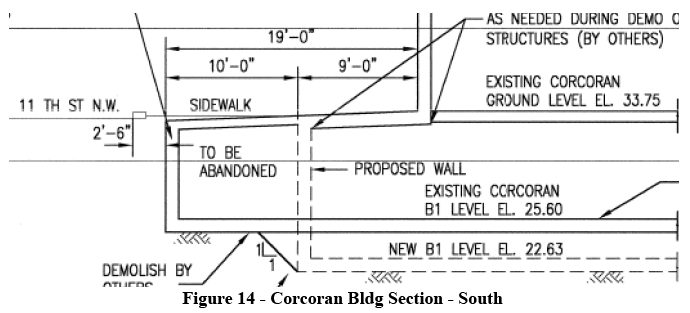 AS NEEDED DURING DEMO O
STRUCTURES (BY OTHERS)
19'-0"
10'-0"
9'-0"
EXISTING CORCORAN
GROUND LEVEL EL. 33.75
11 TH ST N.W.
SIDEWALK
2'-6"
TO BE
ABANDONED
PROPOSED WALL
EXISTING CORCORAN
B1 LEVEL EL. 25.60
1
1
NEW B1 LEVEL EL. 22.63
DEMOLISH BY
OTHERS
Figure 14 - Corcoran Bldg Section - South